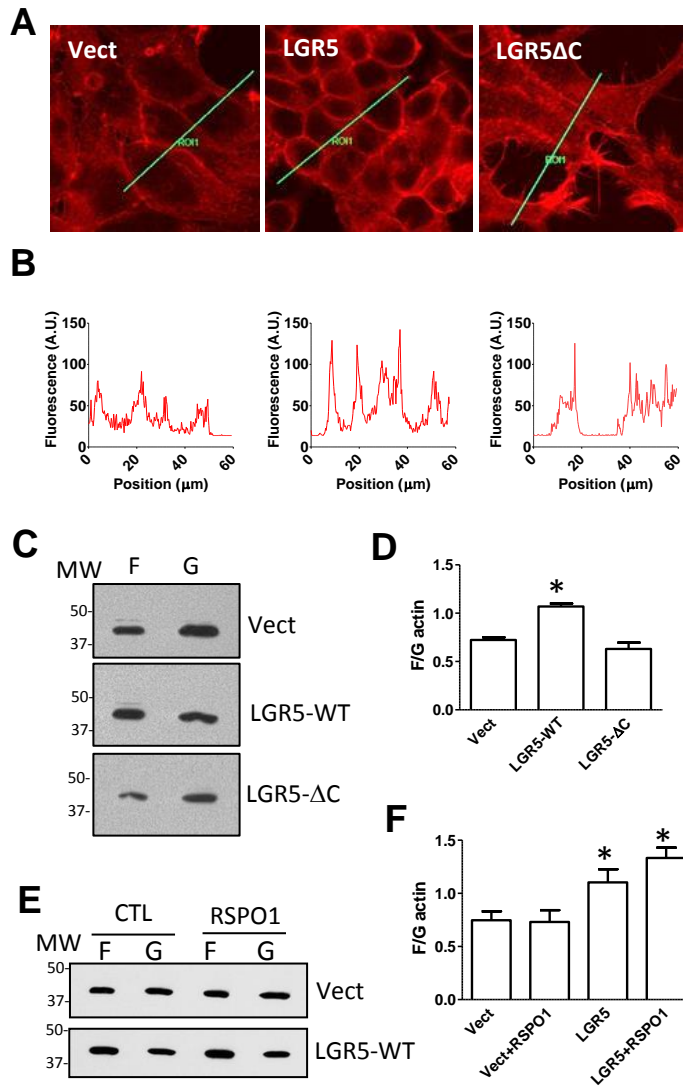 A
Vect
LGR5
LGR5ΔC
ROI1
ROI1
ROI1
B
Fluorescence (A.U.)
150
100
50
0
0
20
40
60
Position (μm)
Fluorescence (A.U.)
150
100
50
0
0
20
40
60
Position (μm)
Fluorescence (A.U.)
150
100
50
0
0
20
40
60
Position (μm)
C
MW
F G
50-
37-
Vect
50-
37-
LGR5-WT
50-
37-
LGR5-ΔC
D
F/G actin
1.5
1.0
0.5
0.0
*
Vect
LGR5-WT
LGR5-ΔC
E
CTL RSPO1
MW
F G F G
50-
37-
Vect
50-
37-
LGR5-WT
F
F/G actin
1.5
1.0
0.5
0.0
* *
Vect
Vect+RSPO1
LGR5
LGR5+RSPO1